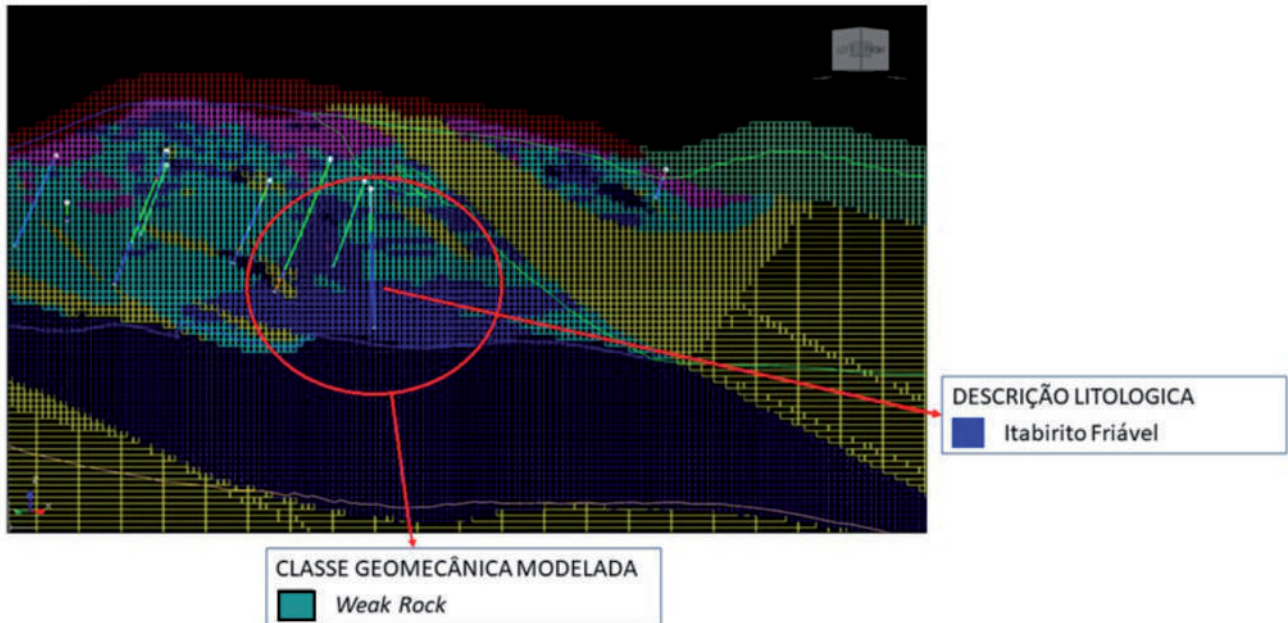 DESCRIÇÃO LITOLOGICA
Itabirito Friável
CLASSE GEOMECÂNICA MODELADA
Weak Rock